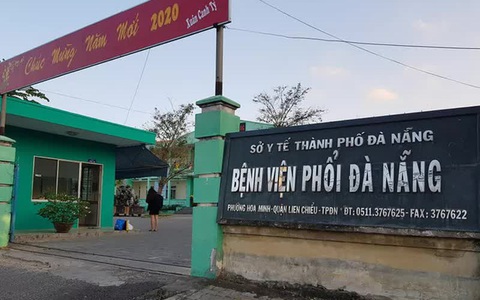 Chúc Mừng Năm Mới 2020
Xuân Canh Tý
SỞ Y TẾ THÀNH PHỐ ĐÀ NẴNG
BỆNH VIỆN PHỔI ĐÀ NẴNG
PHƯỜNG HOÀ MINH-QUẬN LIÊN CHIỂU-TPĐN * ĐT: 0511.3767625-FAX: 3767622